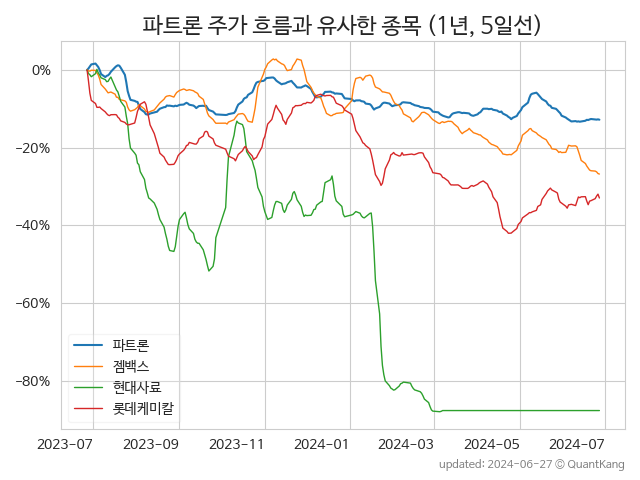 파트론 주가 흐름과 유사한 종목 (1년, 5일선)
0%
−20%
−40%
−60%
−80%
파트론
젬백스
현대사료
롯데케미칼
2023-07 2023-09 2023-11 2024-01 2024-03 2024-05 2024-07
updated: 2024-06-27 © QuantKang